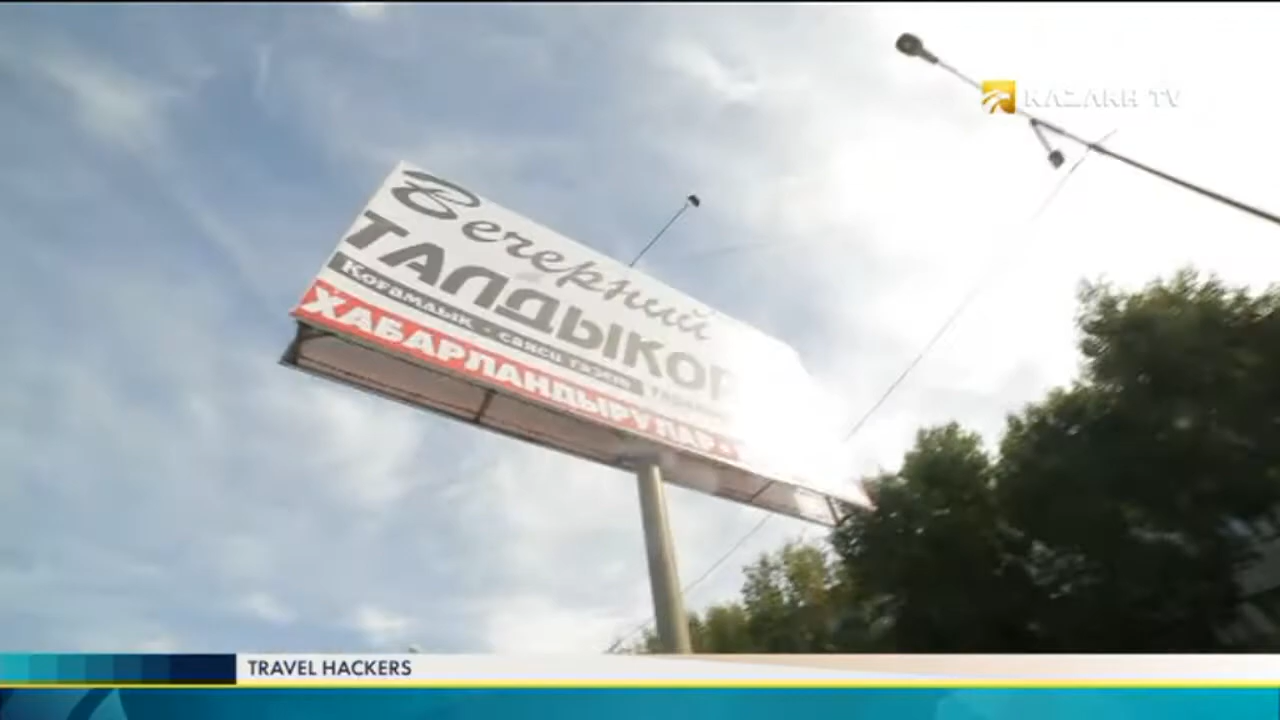 KAZAKH TV
Вечерний
ТАЛДЫКОР
Қоғамдық - саяси газет
ХАБАРЛАНДЫРУЛАР
TRAVEL HACKERS